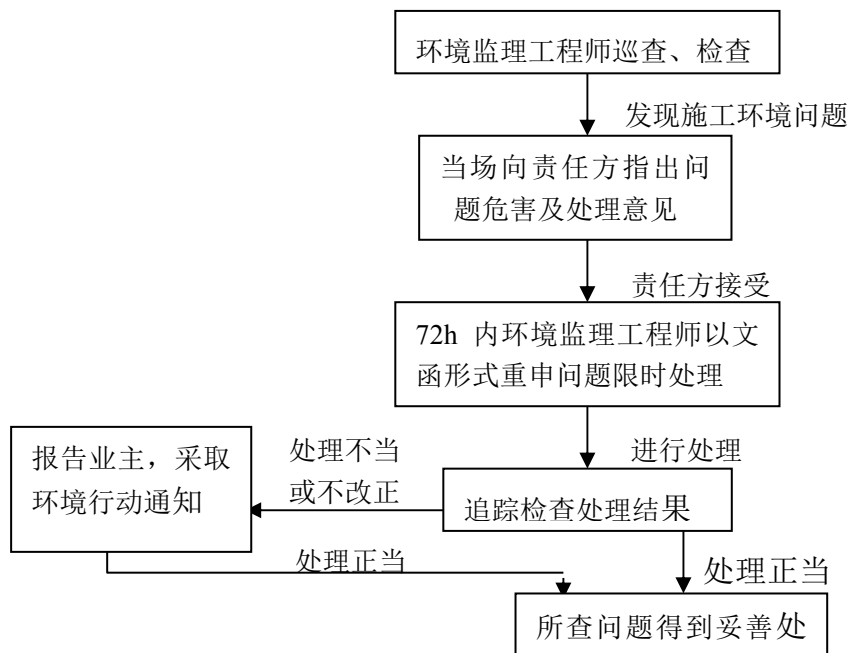 环境监理工程师巡查、检查
发现施工环境问题
当场向责任方指出问
题危害及处理意见
责任方接受
72h 内环境监理工程师以文
函形式重申问题限时处理
进行处理
处理不当
或不改正
报告业主，采取
环境行动通知
追踪检查处理结果
处理正当
处理正当
所查问题得到妥善处